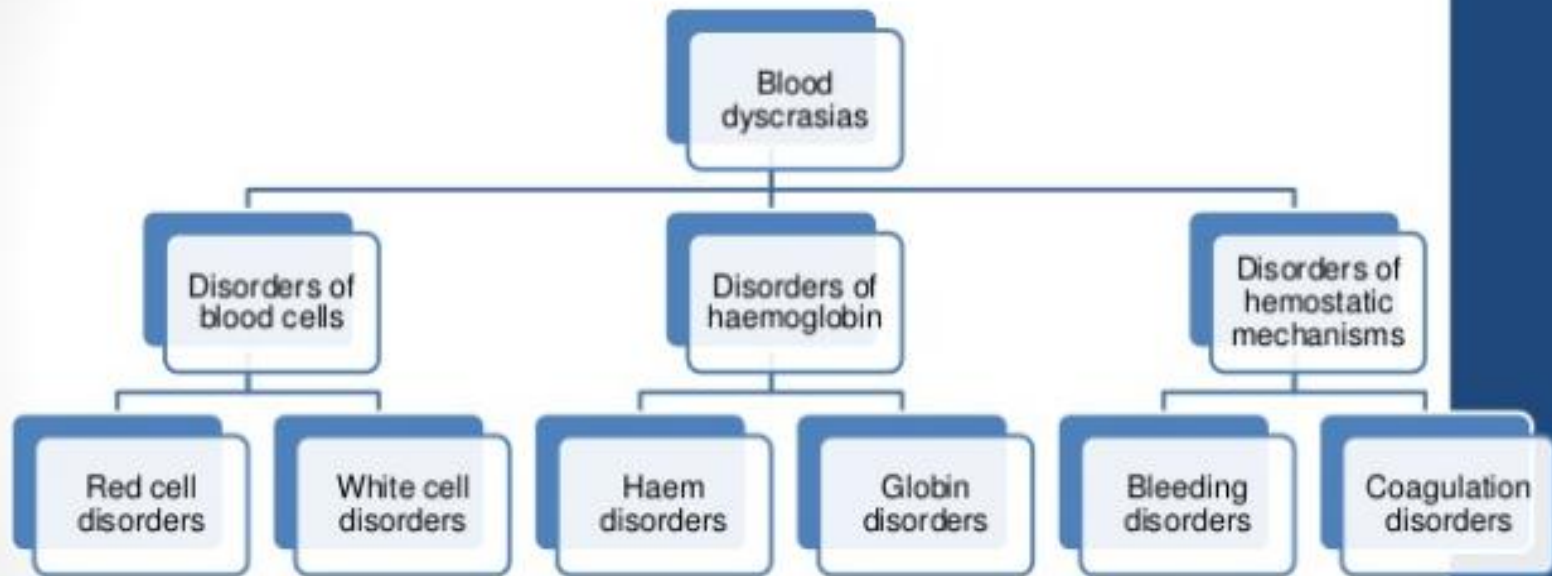 Blood
dyscrasias
Disorders of
blood cells
Disorders of
haemoglobin
Disorders of
hemostatic
mechanisms
Red cell
disorders
White cell
disorders
Haem
disorders
Globin
disorders
Bleeding
disorders
Coagulation
disorders